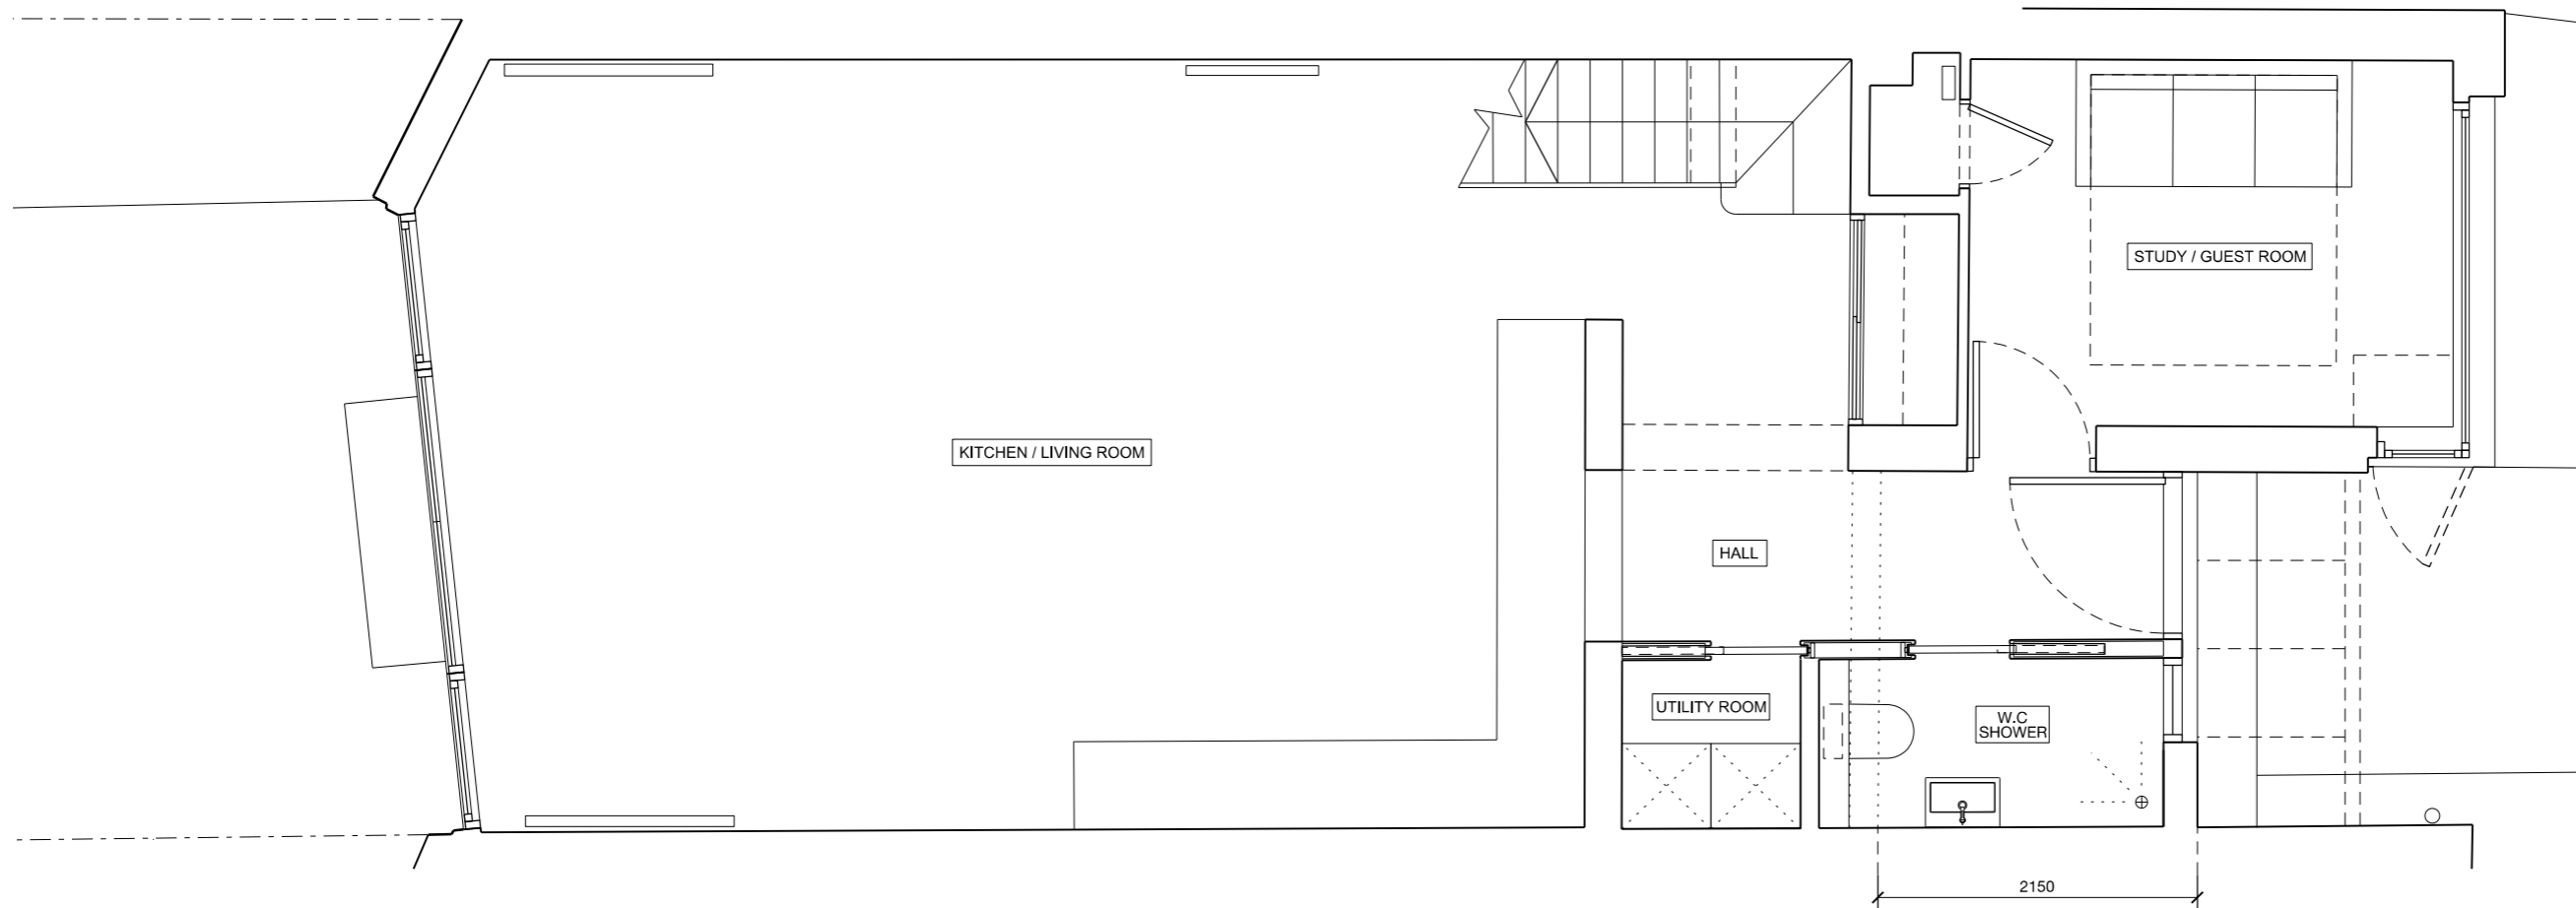 STUDY / GUEST ROOM
KITCHEN / LIVING ROOM
HALL
UTILITY ROOM
W.C
SHOWER
2150